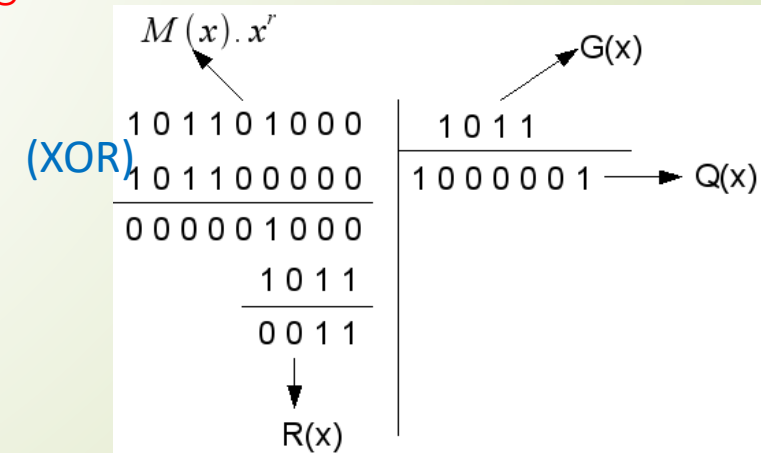 M(x).x^r
G(x)
1 0 1 1 0 1 0 0 0
1 0 1 1
(XOR)
1 0 1 1 0 0 0 0 0
1 0 0 0 0 0 1
Q(x)
0 0 0 0 0 1 0 0 0
1 0 1 1
0 0 1 1
R(x)